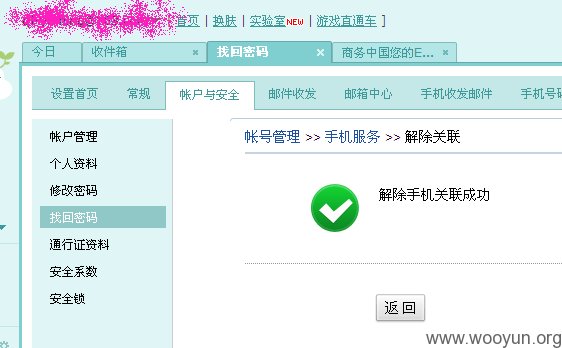 首页 | 换肤 | 实验室NEW | 游戏直通车 ]
今日 收件箱 × 找回密码 × 商务中国您的E... ×
设置首页 常规 帐户与安全 邮件收发 邮箱中心 手机收发邮件 手机号码
帐户管理
个人资料
修改密码
找回密码
通行证资料
安全系数
安全锁
帐号管理 >> 手机服务 >> 解除关联
解除手机关联成功
返 回
www.wooyun.org